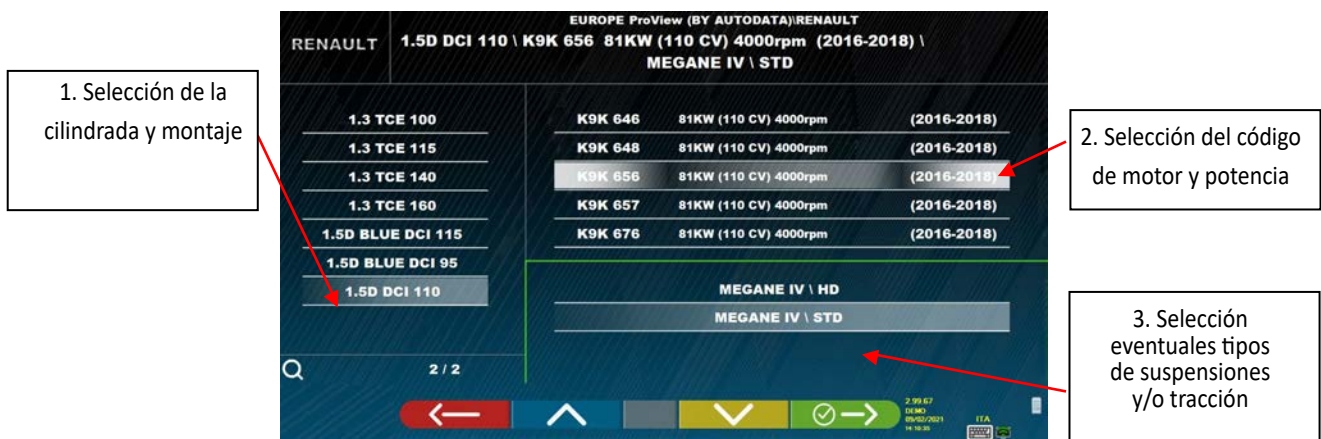 EUROPE ProView (BY AUTODATA)\RENAULT
RENAULT
1.5D DCI 110 \ K9K 656 81KW (110 CV) 4000rpm (2016-2018) \
MEGANE IV \ STD
1. Selección de la
cilindrada y montaje
1.3 TCE 100
1.3 TCE 115
1.3 TCE 140
1.3 TCE 160
1.5D BLUE DCI 115
1.5D BLUE DCI 95
1.5D DCI 110
2 / 2
K9K 646 81KW (110 CV) 4000rpm (2016-2018)
K9K 648 81KW (110 CV) 4000rpm (2016-2018)
K9K 656 81KW (110 CV) 4000rpm (2016-2018)
K9K 657 81KW (110 CV) 4000rpm (2016-2018)
K9K 676 81KW (110 CV) 4000rpm (2016-2018)
MEGANE IV \ HD
MEGANE IV \ STD
2. Selección del código
de motor y potencia
3. Selección
eventuales tipos
de suspensiones
y/o tracción
2.99.67
DEMO
09/02/2021
14:10:35
ITA